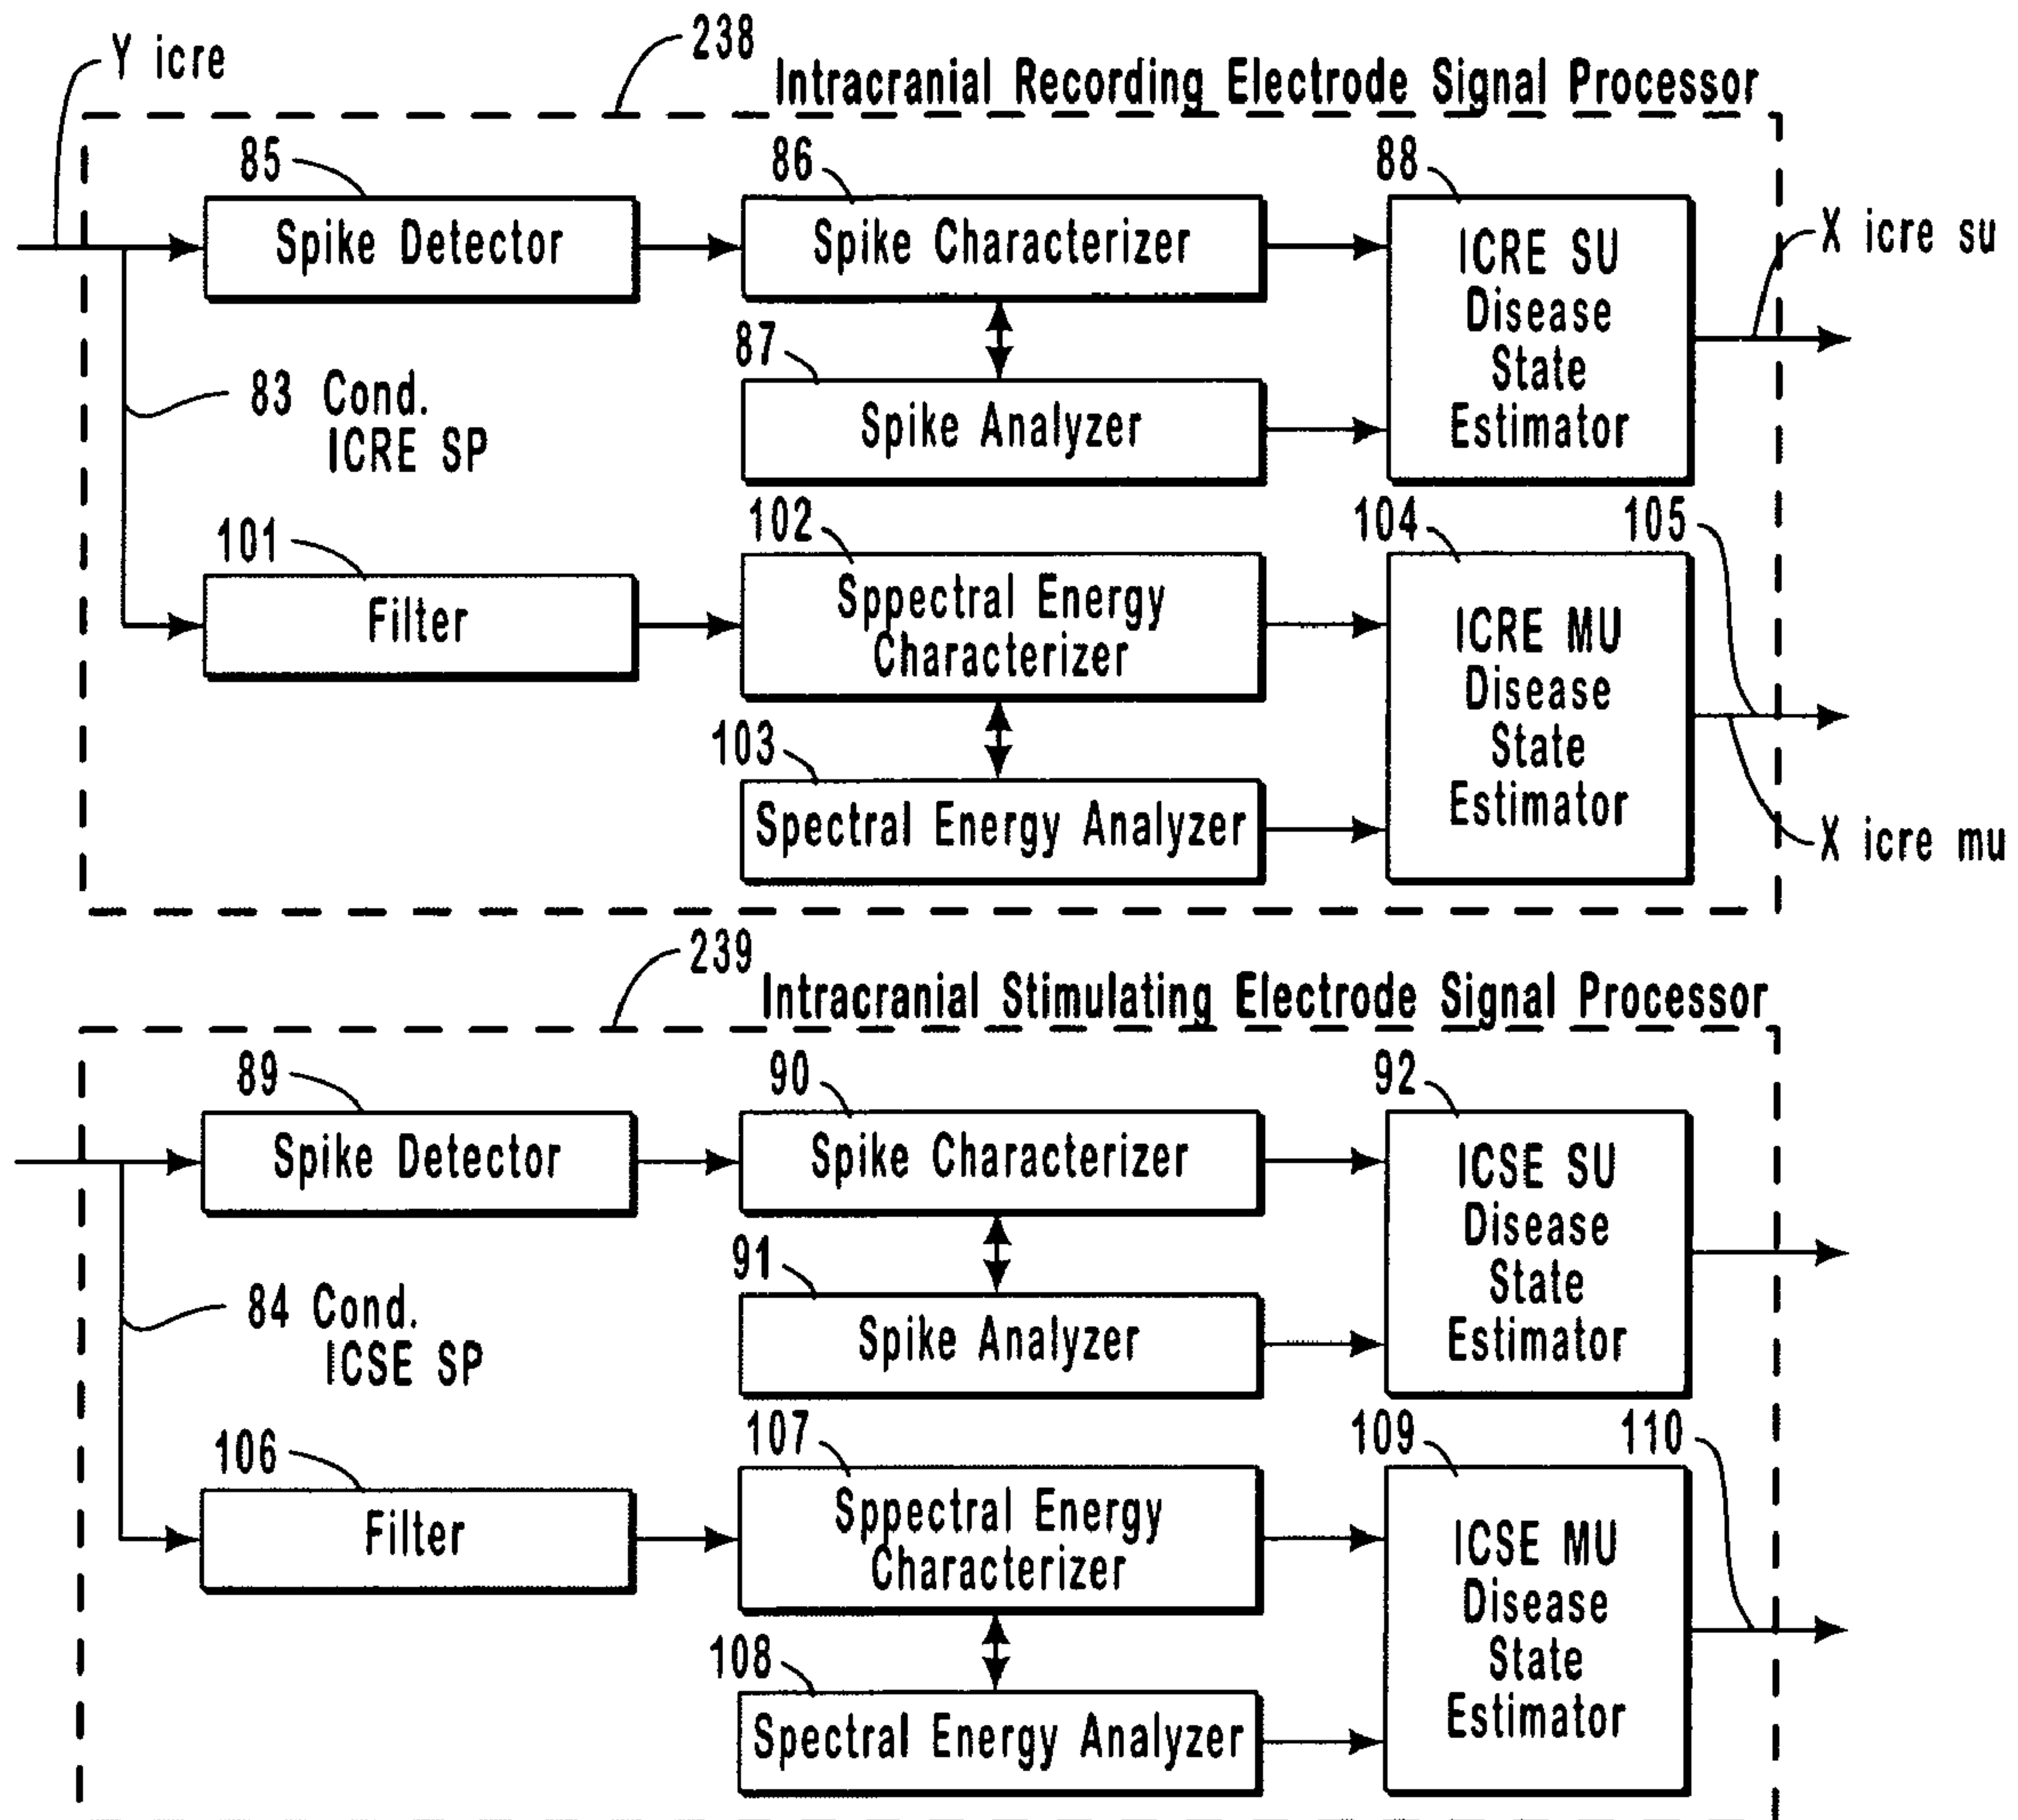 Y icre
238
Intracranial Recording Electrode Signal Processor
85
86
88
Spike Detector
Spike Characterizer
ICRE SU
Disease
State
Estimator
X icre su
87
Spike Analyzer
83 Cond.
ICRE SP
101
102
104
105
Filter
Sppectral Energy
Characterizer
ICRE MU
Disease
State
Estimator
103
Spectral Energy Analyzer
X icre mu
239
Intracranial Stimulating Electrode Signal Processor
89
90
92
Spike Detector
Spike Characterizer
ICSE SU
Disease
State
Estimator
91
Spike Analyzer
84 Cond.
ICSE SP
106
107
109
110
Filter
Sppectral Energy
Characterizer
ICSE MU
Disease
State
Estimator
108
Spectral Energy Analyzer